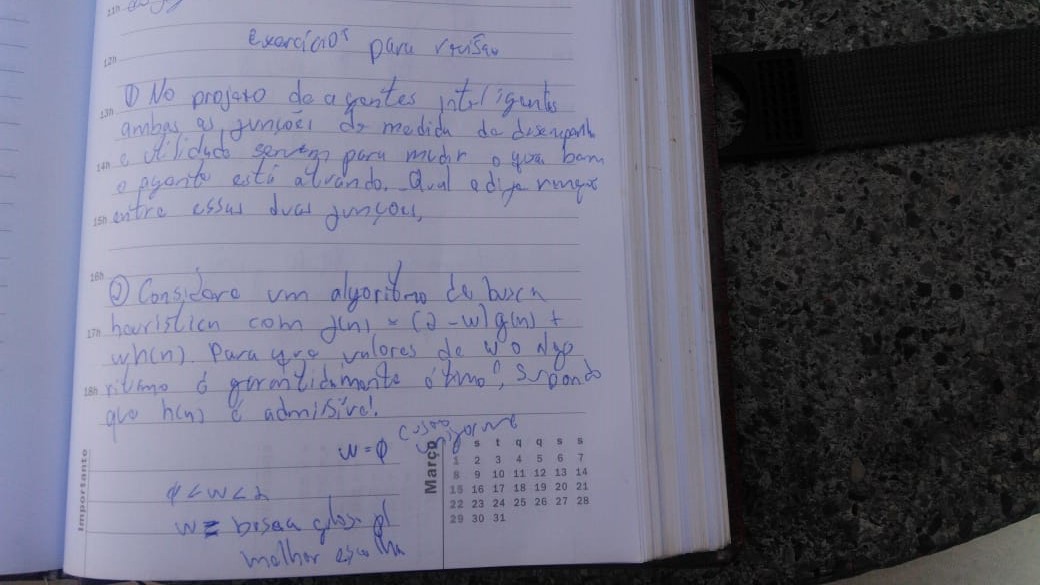 11h
exercícios para revisão
12h
① No projeto de agentes inteligentes
13h
ambas as funções de medida de desempenho
14h
e utilidade servem para medir o que bem
o agente está atuando. Qual a diferença
15h
entre essas duas funções,
16h
② Considere um algoritmo de busca
17h
heurística com f(n) = (2-w)g(n) +
wh(n). Para que valores de w o algo
18h
ritmo é garantidamente ótimo, supondo
que h(n) é admissível.
w = φ custo uniforme
φ < w < 2
w = busca gulosa pl
melhor escolha
Importante
Março
s t q q s s
1 2 3 4 5 6 7
8 9 10 11 12 13 14
15 16 17 18 19 20 21
22 23 24 25 26 27 28
29 30 31